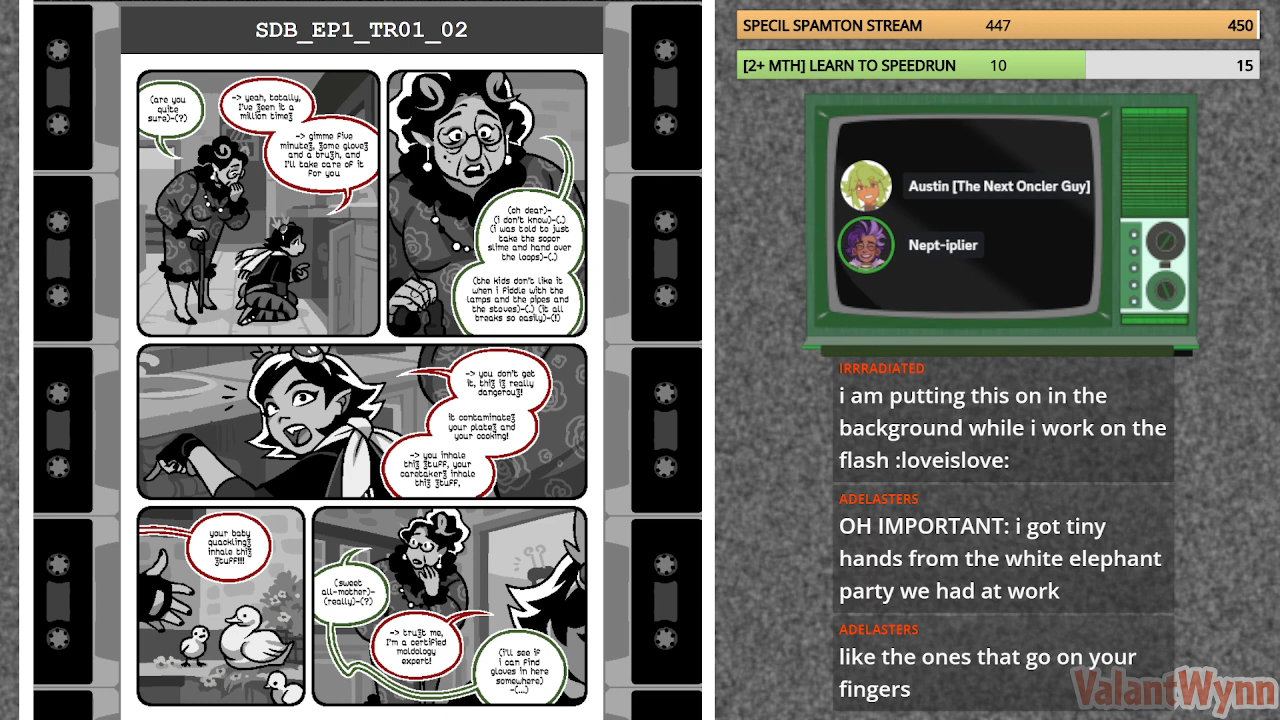 SDB_EP1_TR01_02
(are you
quite
sure)-(?)
-> yeah, totally,
I've ʒeen it a
million timeʒ
-> gimme five
minuteʒ, ʒome gloveʒ
and a bruʒh, and
I'll take care of it
for you
(oh dear)-
(i don't know)-(.)
(i was told to just
take the sopor
slime and hand over
the loops)-(.)
(the kids don't like it
when i fiddle with the
lamps and the pipes and
the stoves)-(.) (it all
breaks so easily)-(!)
-> you don't get
it, thiʒ iʒ really
dangerouʒ!
it contaminateʒ
your plateʒ and
your cooking!
-> you inhale
thiʒ ʒtuff, your
caretakerʒ inhale
thiʒ ʒtuff,
your baby
quacklingʒ
inhale thiʒ
ʒtuff!!!
(sweet
all-mother)-
(really)-(?)
-> truʒt me,
I'm a certified
moldology
expert!
(i'll see if
i can find
gloves in here
somewhere)
-(...)
SPECIL SPAMTON STREAM 447 450
[2+ MTH] LEARN TO SPEEDRUN 10 15
Austin [The Next Oncler Guy]
Nept-iplier
IRRRADIATED
i am putting this on in the
background while i work on the
flash :loveislove:
ADELASTERS
OH IMPORTANT: i got tiny
hands from the white elephant
party we had at work
ADELASTERS
like the ones that go on your
fingers
ValantWynn